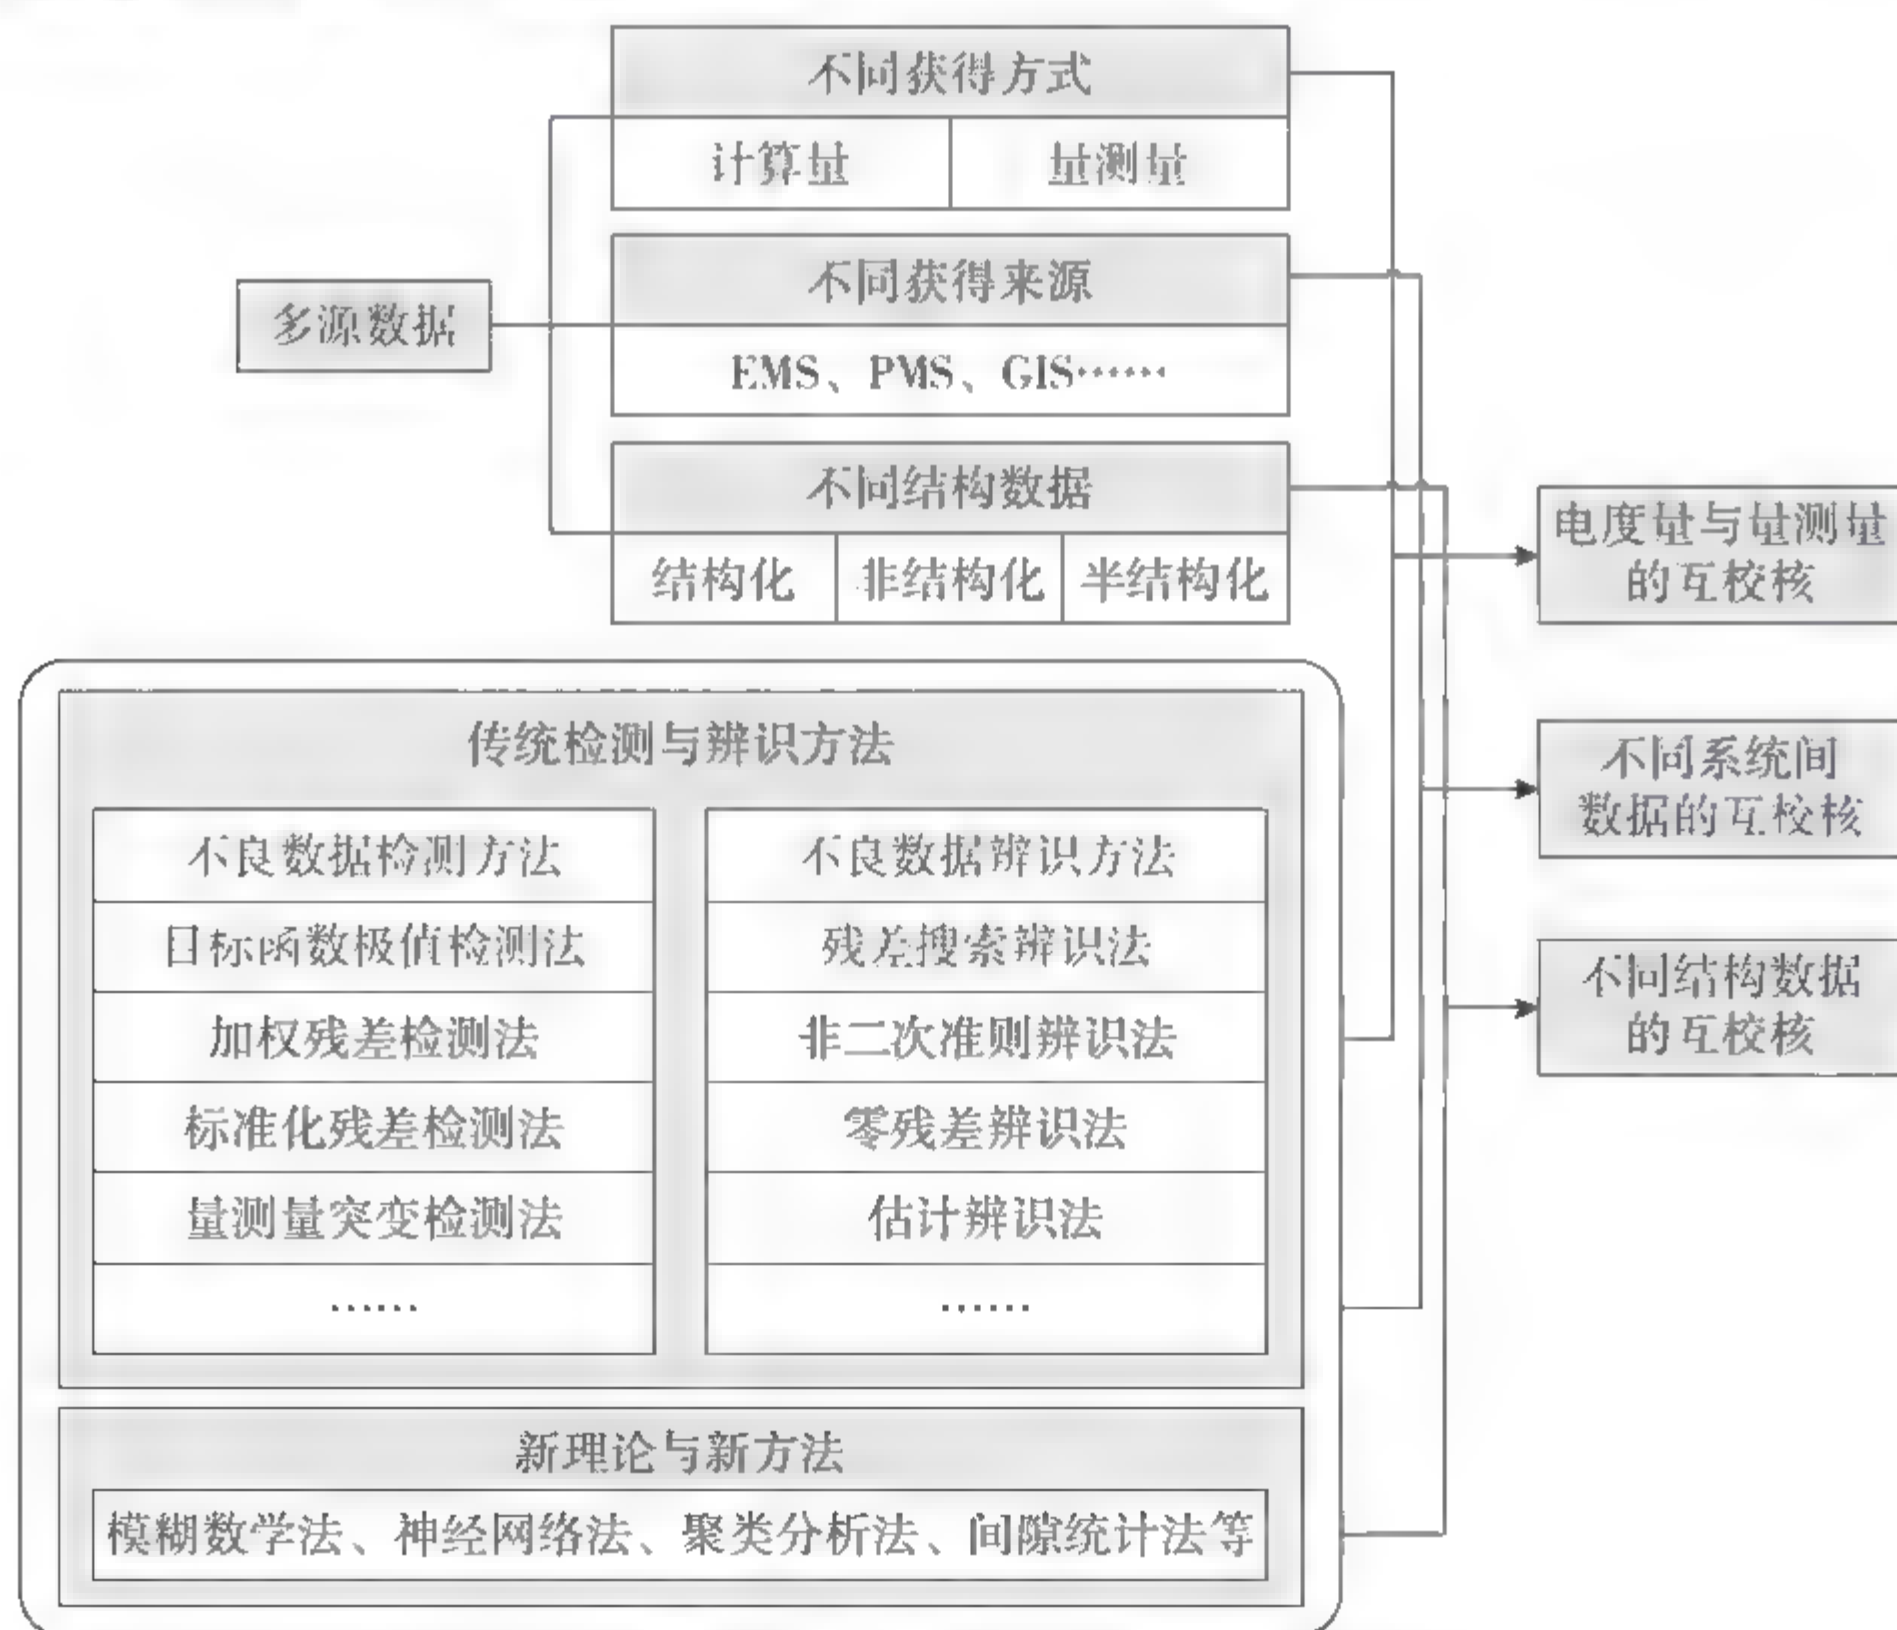 不同获得方式
计算量
量测量
不同获得来源
多源数据
EMS、PMS、GIS……
不同结构数据
结构化
非结构化
半结构化
电度量与量测量
的互校核
不同系统间
数据的互校核
不同结构数据
的互校核
传统检测与辨识方法
不良数据检测方法
目标函数极值检测法
加权残差检测法
标准化残差检测法
量测量突变检测法
……
不良数据辨识方法
残差搜索辨识法
非二次准则辨识法
零残差辨识法
估计辨识法
……
新理论与新方法
模糊数学法、神经网络法、聚类分析法、间隙统计法等